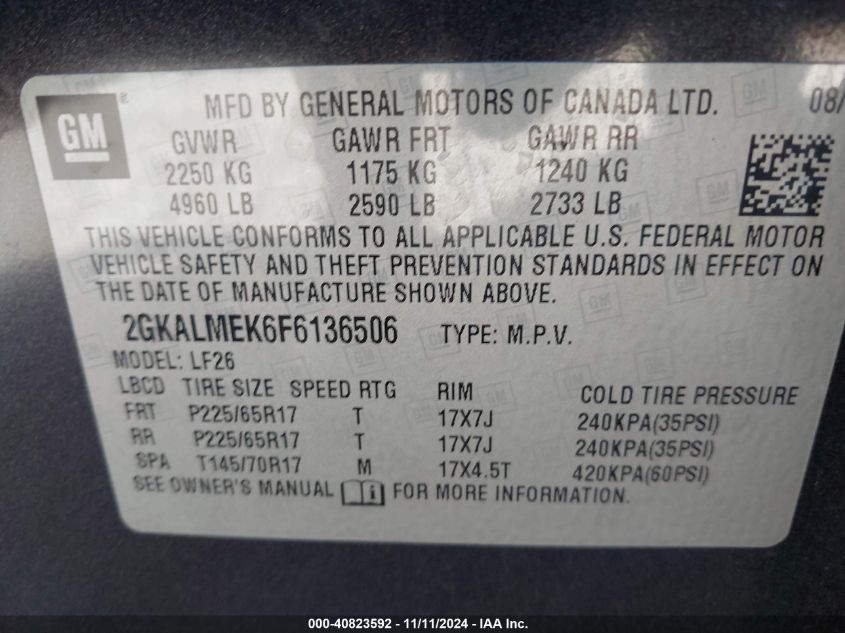 GM ® MFD BY GENERAL MOTORS OF CANADA LTD. 08/
GVWR GAWR FRT GAWR RR
2250 KG 1175 KG 1240 KG
4960 LB 2590 LB 2733 LB
THIS VEHICLE CONFORMS TO ALL APPLICABLE U.S. FEDERAL MOTOR
VEHICLE SAFETY AND THEFT PREVENTION STANDARDS IN EFFECT ON
THE DATE OF MANUFACTURE SHOWN ABOVE.
2GKALMEK6F6136506 TYPE: M.P.V.
MODEL: LF26
LBCD TIRE SIZE SPEED RTG RIM COLD TIRE PRESSURE
FRT P225/65R17 T 17X7J 240KPA(35PSI)
RR P225/65R17 T 17X7J 240KPA(35PSI)
SPA T145/70R17 M 17X4.5T 420KPA(60PSI)
SEE OWNER'S MANUAL FOR MORE INFORMATION.
000-40823592 - 11/11/2024 - IAA Inc.